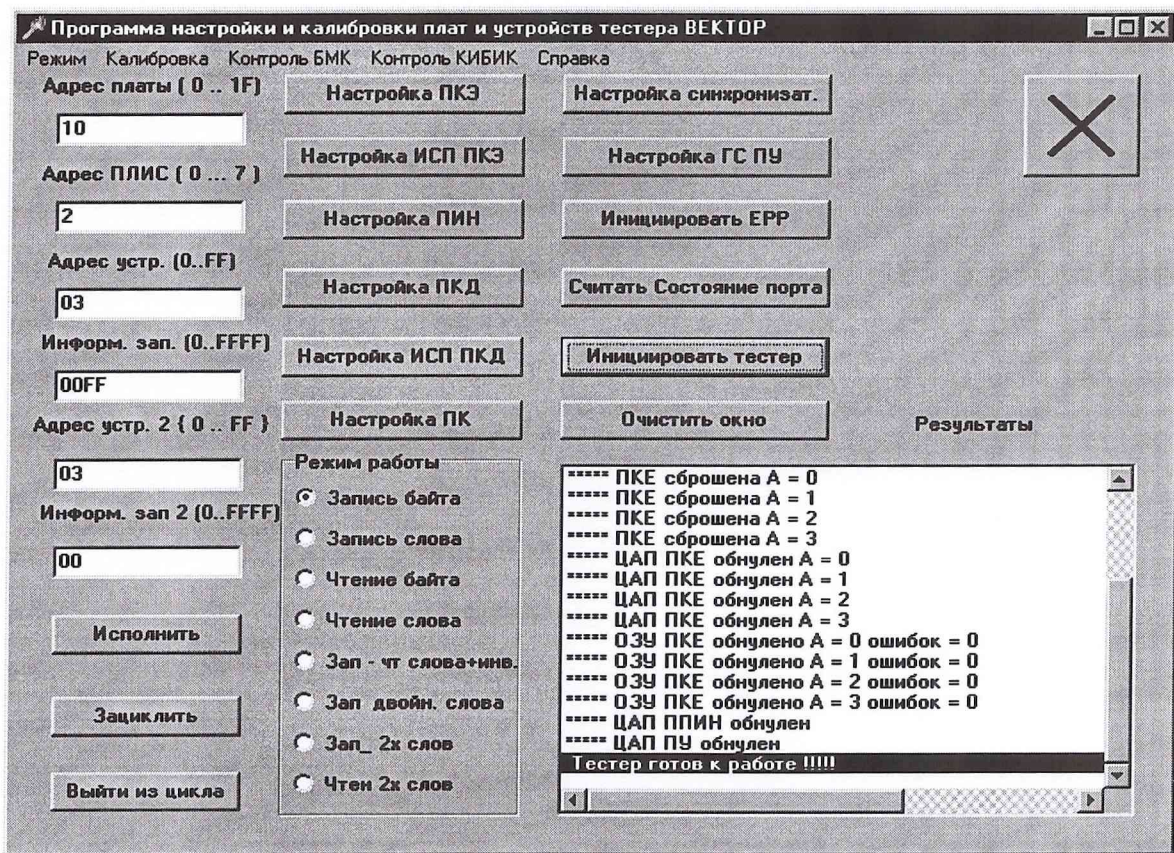 Программа настройки и калибровки плат и устройств тестера ВЕКТОР
Режим Калибровка Контроль БМК Контроль КИБИК Справка
Адрес платы ( 0 .. 1F)
10
Адрес ПЛИС ( 0 ... 7 )
2
Адрес устр. (0..FF)
03
Информ. зап. (0..FFFF)
00FF
Адрес устр. 2 ( 0 .. FF )
03
Информ. зап 2 (0..FFFF)
00
Исполнить
Зациклить
Выйти из цикла
Настройка ПКЭ
Настройка ИСП ПКЭ
Настройка ПИН
Настройка ПКД
Настройка ИСП ПКД
Настройка ПК
Режим работы
Запись байта
Запись слова
Чтение байта
Чтение слова
Зап - чт слова+инв.
Зап двойн. слова
Зап_ 2х слов
Чтен 2х слов
Настройка синхронизат.
Настройка ГС ПУ
Инициировать ЕРР
Считать Состояние порта
Инициировать тестер
Очистить окно
Результаты
***** ПКЕ сброшена А = 0
***** ПКЕ сброшена А = 1
***** ПКЕ сброшена А = 2
***** ПКЕ сброшена А = 3
***** ЦАП ПКЕ обнулен А = 0
***** ЦАП ПКЕ обнулен А = 1
***** ЦАП ПКЕ обнулен А = 2
***** ЦАП ПКЕ обнулен А = 3
***** ОЗУ ПКЕ обнулено А = 0 ошибок = 0
***** ОЗУ ПКЕ обнулено А = 1 ошибок = 0
***** ОЗУ ПКЕ обнулено А = 2 ошибок = 0
***** ОЗУ ПКЕ обнулено А = 3 ошибок = 0
***** ЦАП ППИН обнулен
***** ЦАП ПУ обнулен
Тестер готов к работе !!!!!